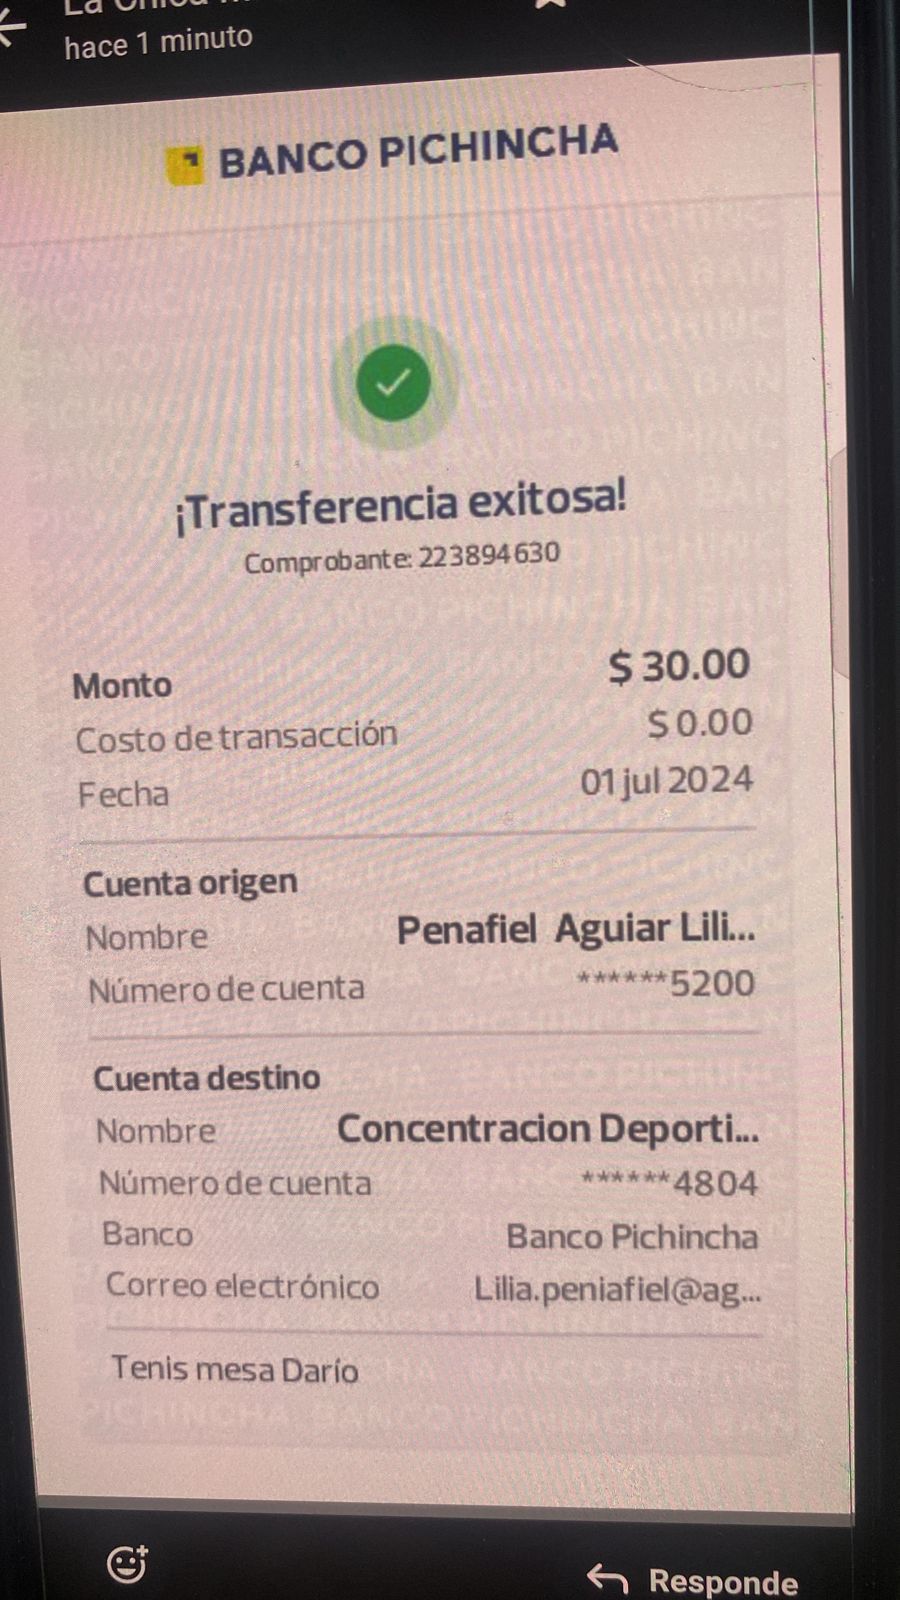 hace 1 minuto
BANCO PICHINCHA
¡Transferencia exitosa!
Comprobante: 223894630
Monto $ 30.00
Costo de transacción $ 0.00
Fecha 01 jul 2024
Cuenta origen
Nombre Penafiel Aguiar Lili...
Número de cuenta ******5200
Cuenta destino
Nombre Concentracion Deporti...
Número de cuenta ******4804
Banco Banco Pichincha
Correo electrónico Lilia.peniafiel@ag...
Tenis mesa Darío
Responde